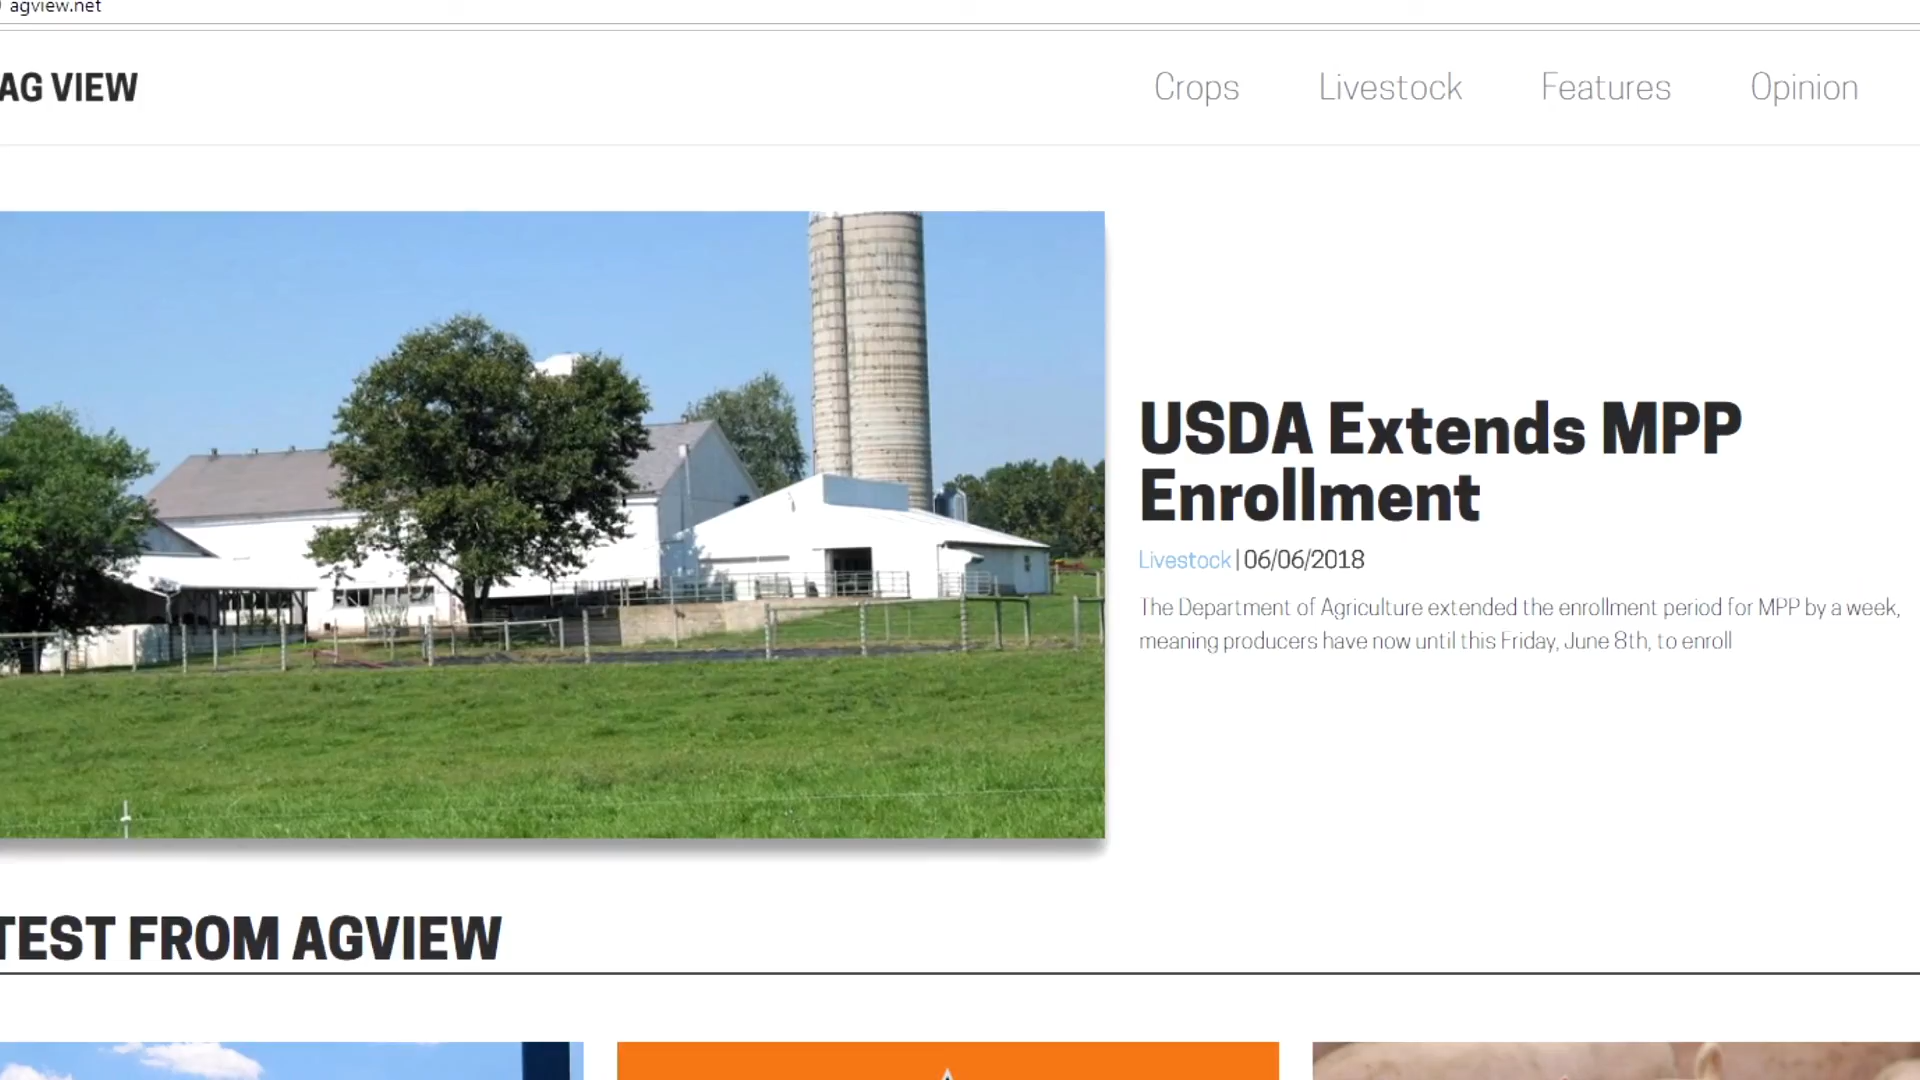 agview.net
AG VIEW
Crops Livestock Features Opinion
USDA Extends MPP
Enrollment
Livestock | 06/06/2018
The Department of Agriculture extended the enrollment period for MPP by a week,
meaning producers have now until this Friday, June 8th, to enroll
TEST FROM AGVIEW